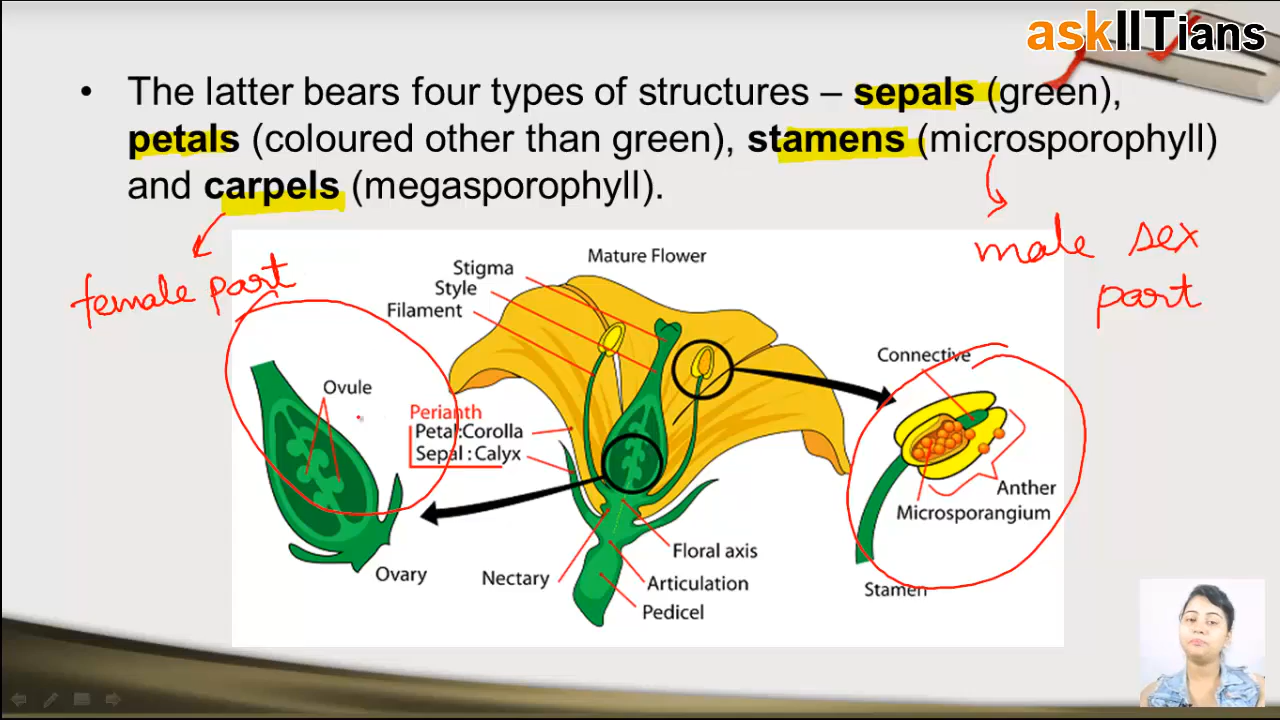 askIITians
• The latter bears four types of structures – sepals (green),
petals (coloured other than green), stamens (microsporophyll)
and carpels (megasporophyll).
female part
male sex
part
Mature Flower
Stigma
Style
Filament
Ovule
Perianth
Petal:Corolla
Sepal : Calyx
Connective
Anther
Microsporangium
Stamen
Ovary
Nectary
Floral axis
Articulation
Pedicel